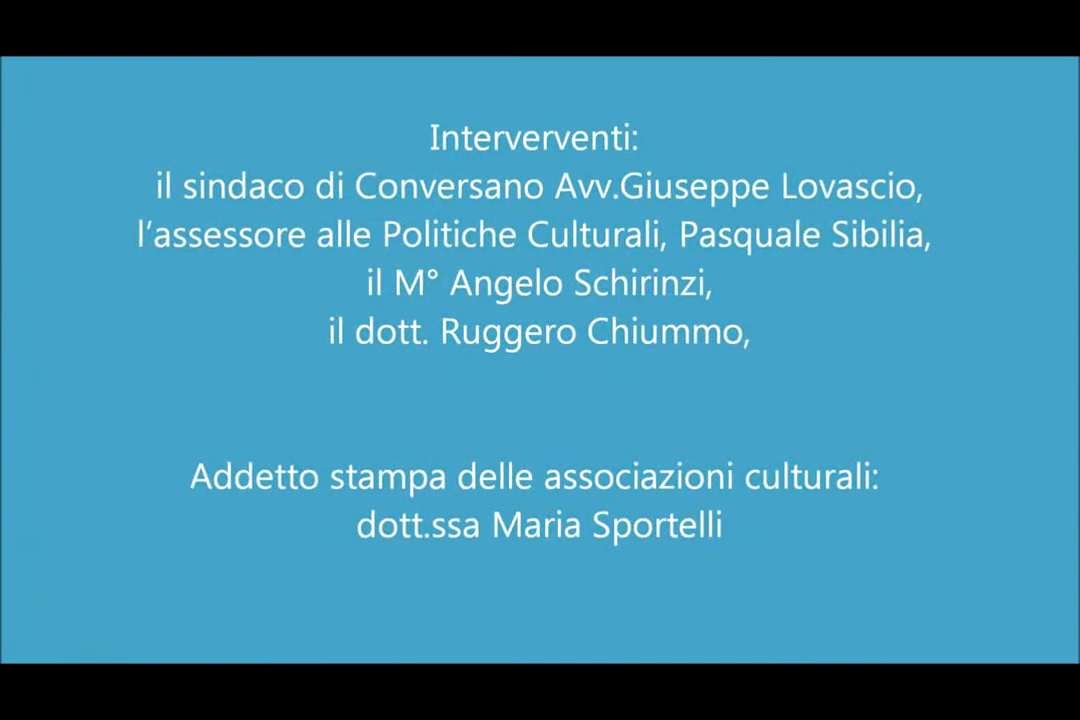 Interverventi:
il sindaco di Conversano Avv.Giuseppe Lovascio,
l'assessore alle Politiche Culturali, Pasquale Sibilia,
il M° Angelo Schirinzi,
il dott. Ruggero Chiummo,
Addetto stampa delle associazioni culturali:
dott.ssa Maria Sportelli